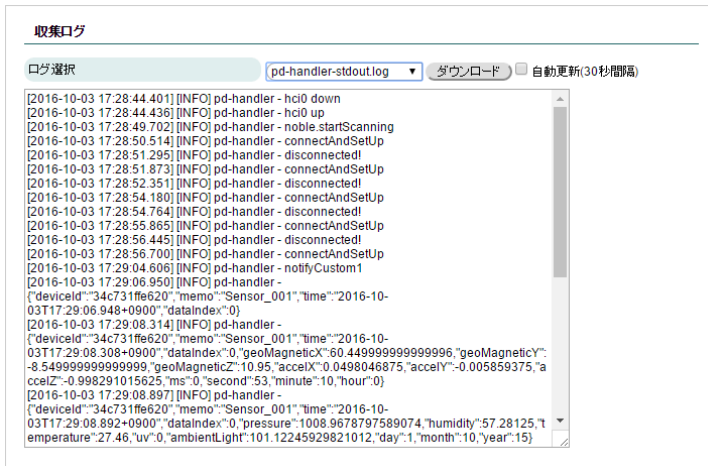 収集ログ
ログ選択 pd-handler-stdout.log ダウンロード 自動更新(30秒間隔)
[2016-10-03 17:28:44.401] [INFO] pd-handler - hci0 down
[2016-10-03 17:28:44.436] [INFO] pd-handler - hci0 up
[2016-10-03 17:28:49.702] [INFO] pd-handler - noble.startScanning
[2016-10-03 17:28:50.514] [INFO] pd-handler - connectAndSetUp
[2016-10-03 17:28:51.295] [INFO] pd-handler - disconnected!
[2016-10-03 17:28:51.873] [INFO] pd-handler - connectAndSetUp
[2016-10-03 17:28:52.351] [INFO] pd-handler - disconnected!
[2016-10-03 17:28:54.180] [INFO] pd-handler - connectAndSetUp
[2016-10-03 17:28:54.764] [INFO] pd-handler - disconnected!
[2016-10-03 17:28:55.865] [INFO] pd-handler - connectAndSetUp
[2016-10-03 17:28:56.445] [INFO] pd-handler - disconnected!
[2016-10-03 17:28:56.700] [INFO] pd-handler - connectAndSetUp
[2016-10-03 17:29:04.606] [INFO] pd-handler - notifyCustom1
[2016-10-03 17:29:06.950] [INFO] pd-handler -
{"deviceId":"34c731ffe620","memo":"Sensor_001","time":"2016-10-
03T17:29:06.948+0900","dataIndex":0}
[2016-10-03 17:29:08.314] [INFO] pd-handler -
{"deviceId":"34c731ffe620","memo":"Sensor_001","time":"2016-10-
03T17:29:08.308+0900","dataIndex":0,"geoMagneticX":60.449999999999996,"geoMagneticY":
-8.549999999999999,"geoMagneticZ":10.95,"accelX":0.0498046875,"accelY":-0.005859375,"a
ccelZ":-0.998291015625,"ms":0,"second":53,"minute":10,"hour":0}
[2016-10-03 17:29:08.897] [INFO] pd-handler -
{"deviceId":"34c731ffe620","memo":"Sensor_001","time":"2016-10-
03T17:29:08.892+0900","dataIndex":0,"pressure":1008.9678797589074,"humidity":57.28125,"t
emperature":27.46,"uv":0,"ambientLight":101.12245929821012,"day":1,"month":10,"year":15}